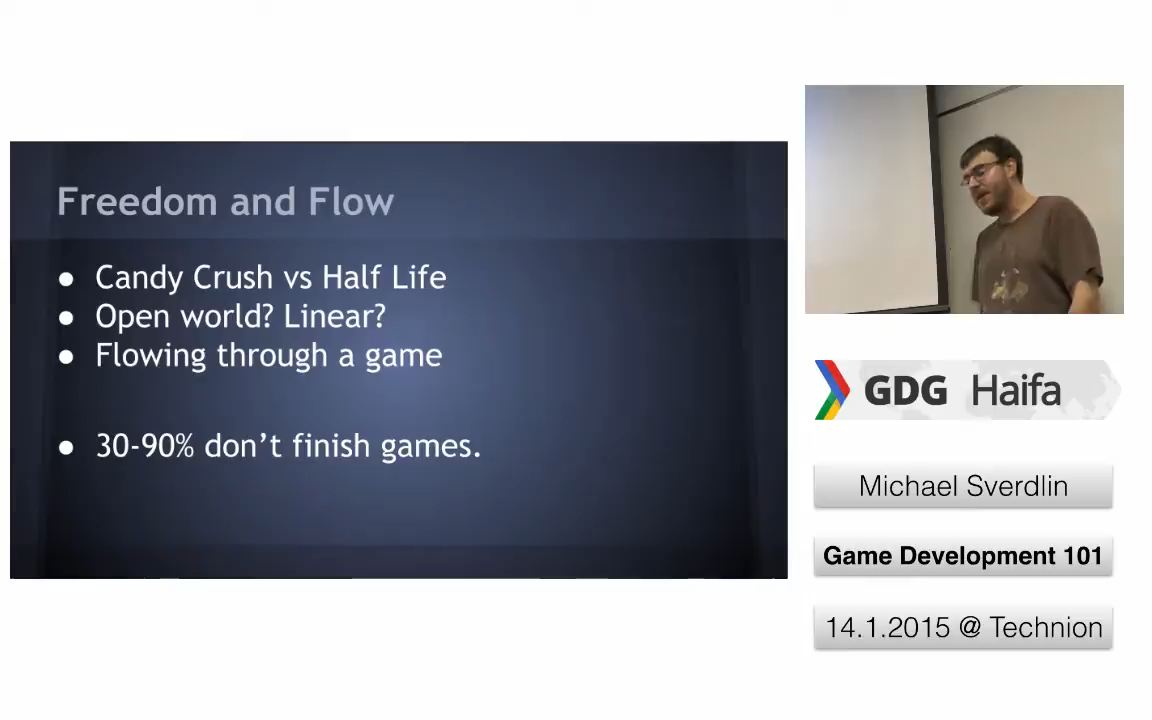 Freedom and Flow
● Candy Crush vs Half Life
● Open world? Linear?
● Flowing through a game
● 30-90% don’t finish games.
GDG Haifa
Michael Sverdlin
Game Development 101
14.1.2015 @ Technion